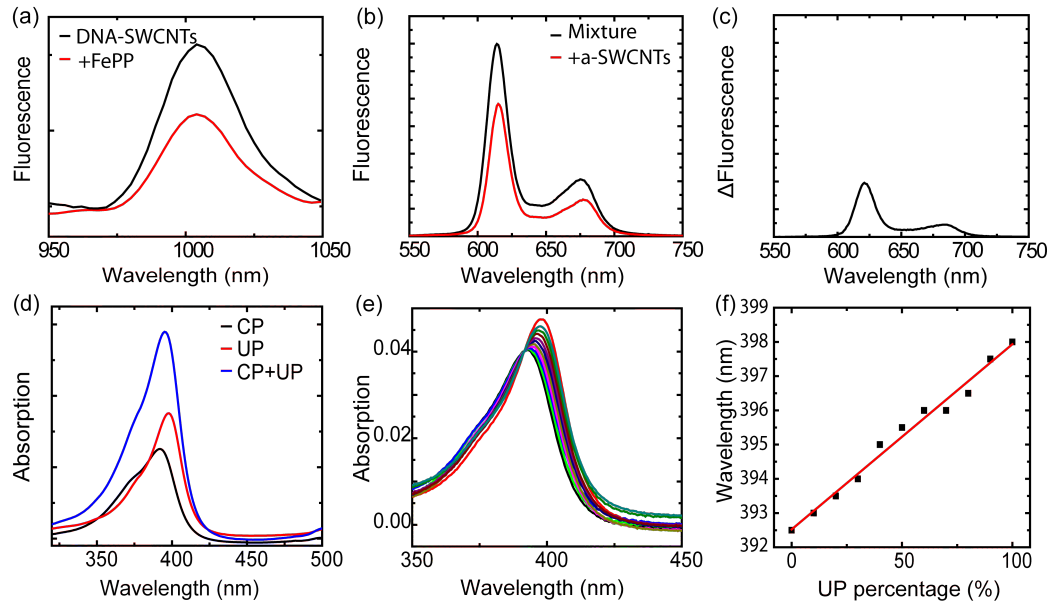 (a)
DNA-SWCNTs
+FePP
Fluorescence
950 1000 1050
Wavelength (nm)
(b)
Mixture
+a-SWCNTs
Fluorescence
550 600 650 700 750
Wavelength (nm)
(c)
ΔFluorescence
550 600 650 700 750
Wavelength (nm)
(d)
CP
UP
CP+UP
Absorption
350 400 450 500
Wavelength (nm)
(e)
0.04
0.02
0.00
Absorption
350 400 450
Wavelength (nm)
(f)
399
398
397
396
395
394
393
392
Wavelength (nm)
0 50 100
UP percentage (%)